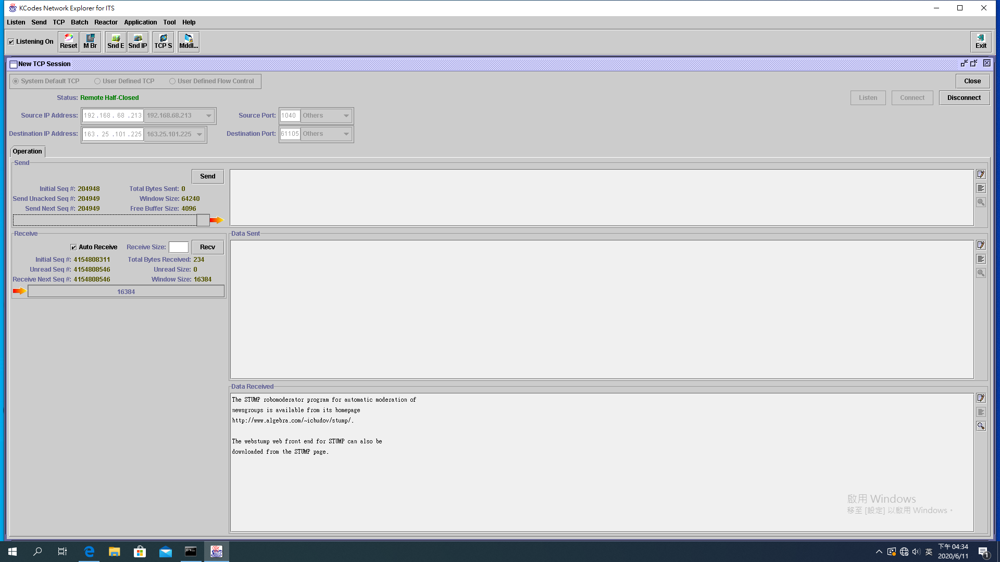 KCodes Network Explorer for ITS
Listen Send TCP Batch Reactor Application Tool Help
Listening On Reset M Br Snd E Snd IP TCP S Mddl... Exit
New TCP Session
System Default TCP User Defined TCP User Defined Flow Control Close
Status: Remote Half-Closed Listen Connect Disconnect
Source IP Address: 192.168. 68 .213 192.168.68.213 Source Port: 1040 Others
Destination IP Address: 163. 25 .101.225 163.25.101.225 Destination Port: 61105 Others
Operation
Send
Send
Initial Seq #: 204948 Total Bytes Sent: 0
Send Unacked Seq #: 204949 Window Size: 64240
Send Next Seq #: 204949 Free Buffer Size: 4096
Receive
Auto Receive Receive Size: Recv
Initial Seq #: 4154808311 Total Bytes Received: 234
Unread Seq #: 4154808546 Unread Size: 0
Receive Next Seq #: 4154808546 Window Size: 16384
16384
Data Sent
Data Received
The STUMP robomoderator program for automatic moderation of
newsgroups is available from its homepage
http://www.algebra.com/~ichudov/stump/.
The webstump web front end for STUMP can also be
downloaded from the STUMP page.
啟用 Windows
移至 [設定] 以啟用 Windows。
英 下午 04:34
2020/6/11
1